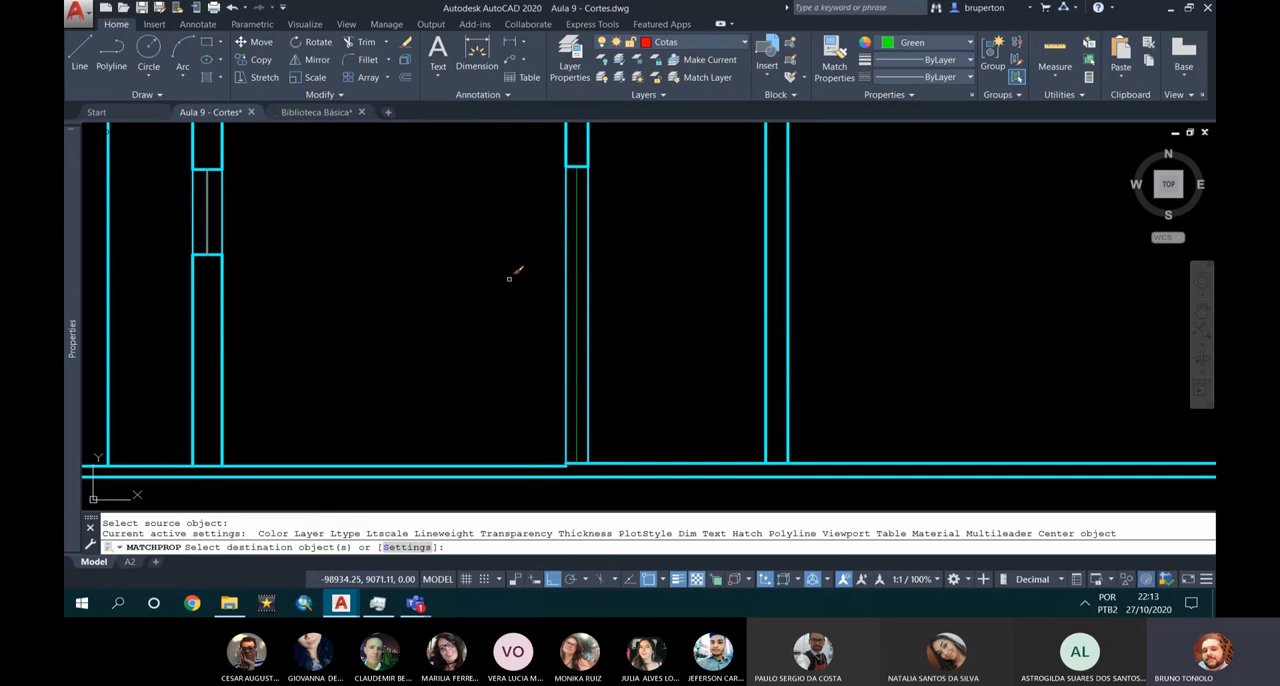 Autodesk AutoCAD 2020 Aula 9 - Cortes.dwg
Type a keyword or phrase
bruperton
Home Insert Annotate Parametric View Manage Output Add-ins Collaborate Express Tools Featured Apps
Line Polyline Circle Arc
Move Rotate Trim
Copy Mirror Fillet
Stretch Scale Array
Text Dimension Table
Layer Properties
Cotas
Make Current
Match Layer
Insert
Match Properties
Green
ByLayer
ByLayer
Group
Measure
Paste
Base
Draw Modify Annotation Layers Block Properties Groups Utilities Clipboard View
Start Aula 9 - Cortes* Biblioteca Básica*
N
W TOP E
S
WCS
Properties
Y
X
Select source object:
Current active settings: Color Layer Ltype Ltscale Lineweight Transparency Thickness PlotStyle Dim Text Hatch Polyline Viewport Table Material Multileader Center object
MATCHPROP Select destination object(s) or [Settings]:
Model A2
-98934.25, 9071.11, 0.00 MODEL 1:1 / 100% Decimal
POR 22:13
PTB2 27/10/2020
VO AL
CESAR AUGUST... GIOVANNA DE... CLAUDEMIR BE... MARILIA FERRE... VERA LUCIA M... MONIKA RUIZ JULIA ALVES LO... JEFERSON CAR... PAULO SERGIO DA COSTA NATALIA SANTOS DA SILVA ASTROGILDA SUARES DOS SANTOS... BRUNO TONIOLO